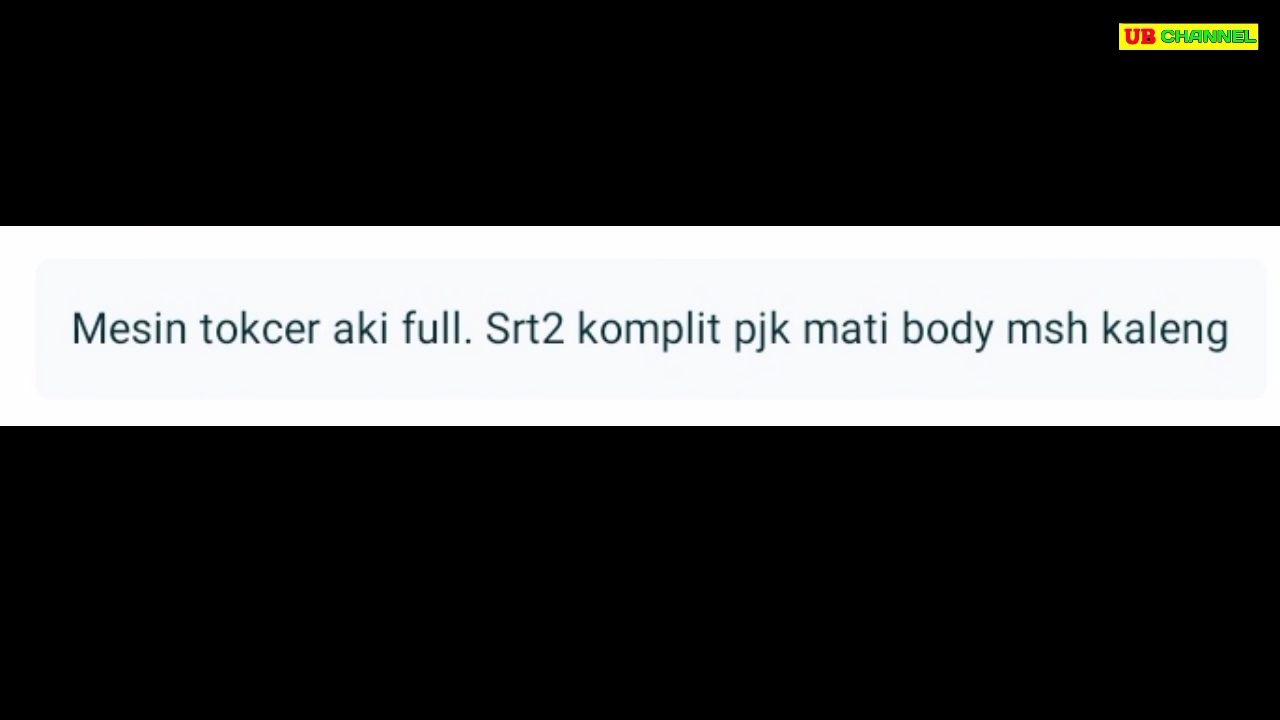 UB CHANNEL
Mesin tokcer aki full. Srt2 komplit pjk mati body msh kaleng